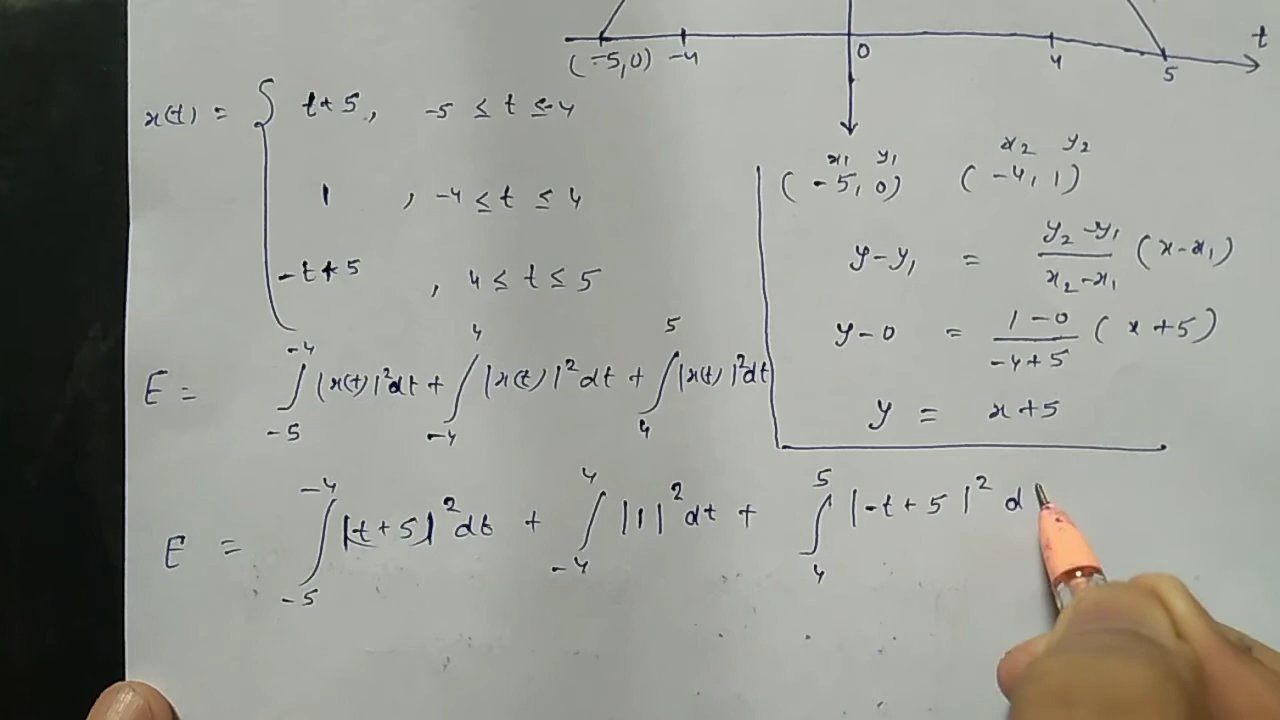 t
(-5,0) -4 0 4 5
x(t) = { t+5, -5 ≤ t ≤ -4
1 , -4 ≤ t ≤ 4
-t+5 , 4 ≤ t ≤ 5
E = ∫_{-5}^{-4} |x(t)|² dt + ∫_{-4}^{4} |x(t)|² dt + ∫_{4}^{5} |x(t)|² dt
E = ∫_{-5}^{-4} |t+5|² dt + ∫_{-4}^{4} |1|² dt + ∫_{4}^{5} |-t+5|² d
x₁ y₁ x₂ y₂
(-5,0) (-4,1)
y-y₁ = \frac{y₂-y₁}{x₂-x₁} (x-x₁)
y-0 = \frac{1-0}{-4+5} (x+5)
y = x+5